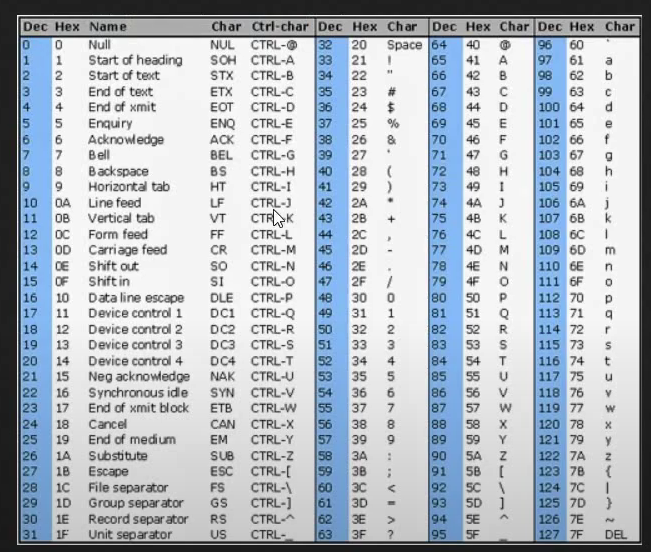 Dec Hex Name Char Ctrl-char Dec Hex Char Dec Hex Char Dec Hex Char
0 0 Null NUL CTRL-@ 32 20 Space 64 40 @ 96 60 `
1 1 Start of heading SOH CTRL-A 33 21 ! 65 41 A 97 61 a
2 2 Start of text STX CTRL-B 34 22 " 66 42 B 98 62 b
3 3 End of text ETX CTRL-C 35 23 # 67 43 C 99 63 c
4 4 End of xmit EOT CTRL-D 36 24 $ 68 44 D 100 64 d
5 5 Enquiry ENQ CTRL-E 37 25 % 69 45 E 101 65 e
6 6 Acknowledge ACK CTRL-F 38 26 & 70 46 F 102 66 f
7 7 Bell BEL CTRL-G 39 27 ' 71 47 G 103 67 g
8 8 Backspace BS CTRL-H 40 28 ( 72 48 H 104 68 h
9 9 Horizontal tab HT CTRL-I 41 29 ) 73 49 I 105 69 i
10 0A Line feed LF CTRL-J 42 2A * 74 4A J 106 6A j
11 0B Vertical tab VT CTRL-K 43 2B + 75 4B K 107 6B k
12 0C Form feed FF CTRL-L 44 2C , 76 4C L 108 6C l
13 0D Carriage feed CR CTRL-M 45 2D - 77 4D M 109 6D m
14 0E Shift out SO CTRL-N 46 2E . 78 4E N 110 6E n
15 0F Shift in SI CTRL-O 47 2F / 79 4F O 111 6F o
16 10 Data line escape DLE CTRL-P 48 30 0 80 50 P 112 70 p
17 11 Device control 1 DC1 CTRL-Q 49 31 1 81 51 Q 113 71 q
18 12 Device control 2 DC2 CTRL-R 50 32 2 82 52 R 114 72 r
19 13 Device control 3 DC3 CTRL-S 51 33 3 83 53 S 115 73 s
20 14 Device control 4 DC4 CTRL-T 52 34 4 84 54 T 116 74 t
21 15 Neg acknowledge NAK CTRL-U 53 35 5 85 55 U 117 75 u
22 16 Synchronous idle SYN CTRL-V 54 36 6 86 56 V 118 76 v
23 17 End of xmit block ETB CTRL-W 55 37 7 87 57 W 119 77 w
24 18 Cancel CAN CTRL-X 56 38 8 88 58 X 120 78 x
25 19 End of medium EM CTRL-Y 57 39 9 89 59 Y 121 79 y
26 1A Substitute SUB CTRL-Z 58 3A : 90 5A Z 122 7A z
27 1B Escape ESC CTRL-[ 59 3B ; 91 5B [ 123 7B {
28 1C File separator FS CTRL-\ 60 3C < 92 5C \ 124 7C |
29 1D Group separator GS CTRL-] 61 3D = 93 5D ] 125 7D }
30 1E Record separator RS CTRL-^ 62 3E > 94 5E ^ 126 7E ~
31 1F Unit separator US CTRL-_ 63 3F ? 95 5F _ 127 7F DEL